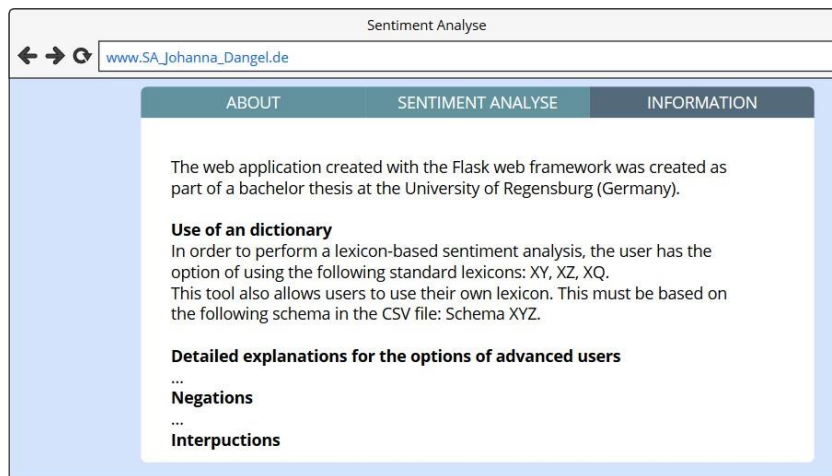 Sentiment Analyse
www.SA_Johanna_Dangel.de
ABOUT SENTIMENT ANALYSE INFORMATION
The web application created with the Flask web framework was created as
part of a bachelor thesis at the University of Regensburg (Germany).
Use of an dictionary
In order to perform a lexicon-based sentiment analysis, the user has the
option of using the following standard lexicons: XY, XZ, XQ.
This tool also allows users to use their own lexicon. This must be based on
the following schema in the CSV file: Schema XYZ.
Detailed explanations for the options of advanced users
...
Negations
...
Interpuctions